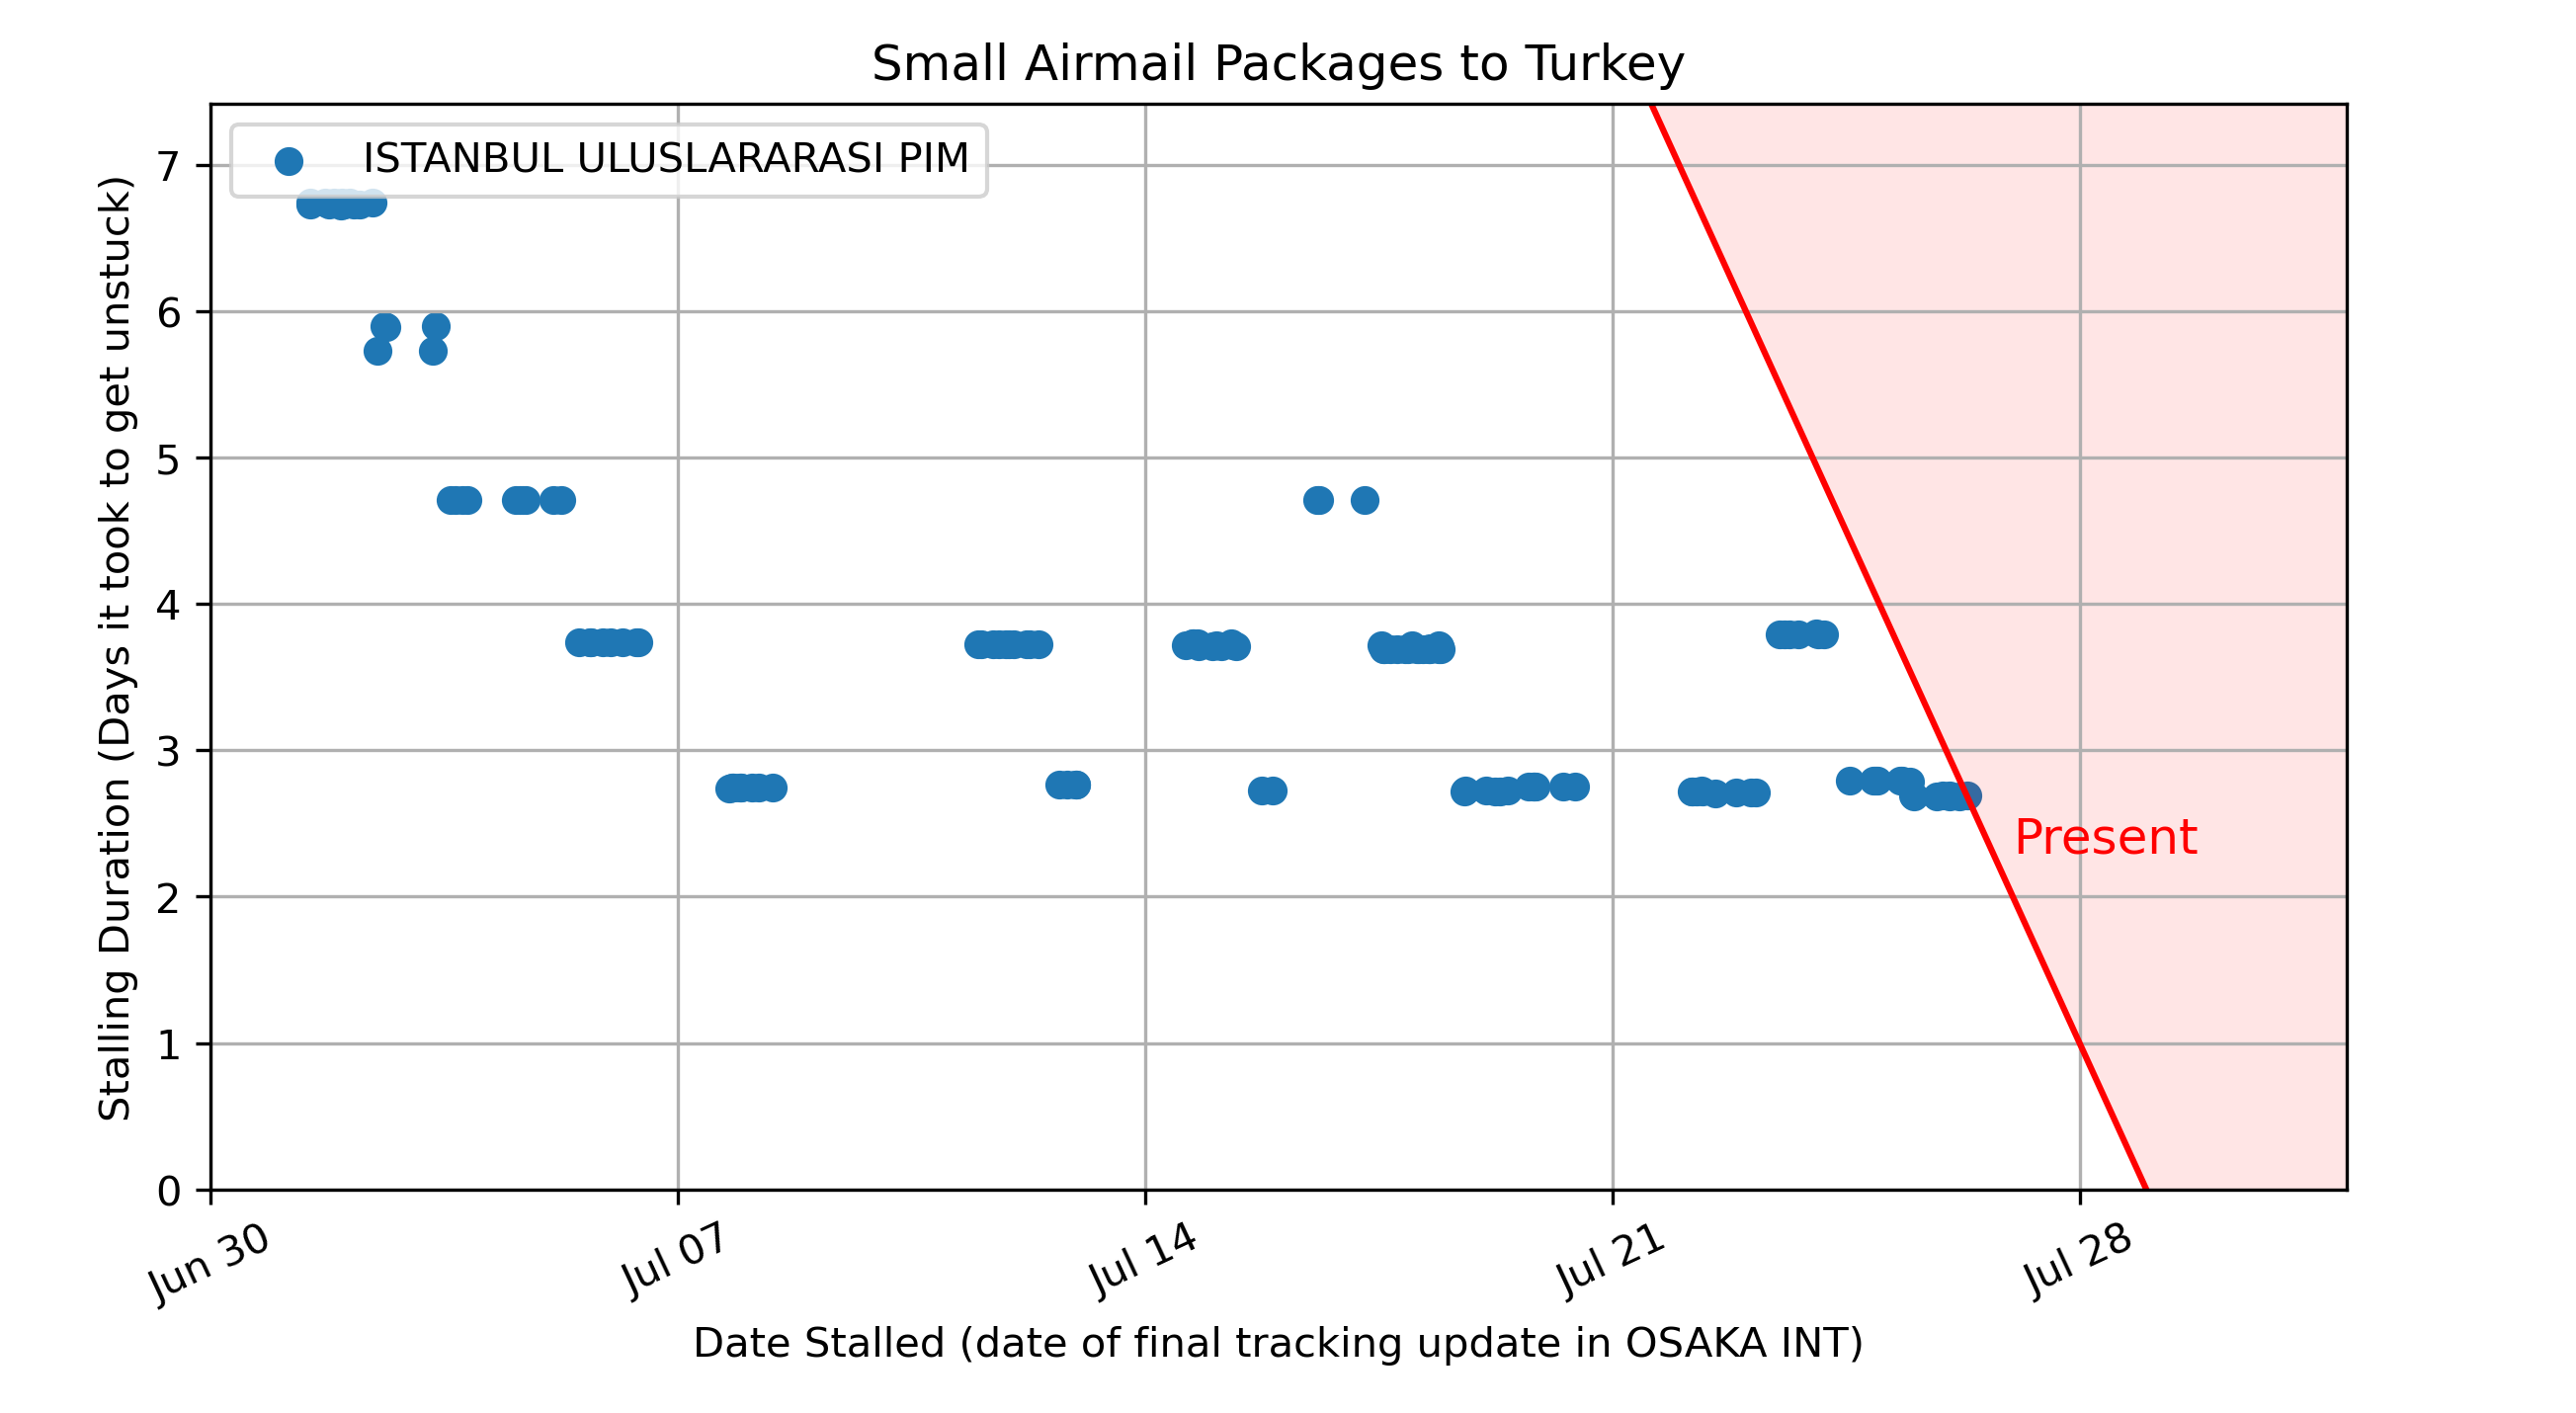 Small Airmail Packages to Turkey
ISTANBUL ULUSLARARASI PIM
Stalling Duration (Days it took to get unstuck)
7
6
5
4
3
2
1
0
Present
Jun 30
Jul 07
Jul 14
Jul 21
Jul 28
Date Stalled (date of final tracking update in OSAKA INT)